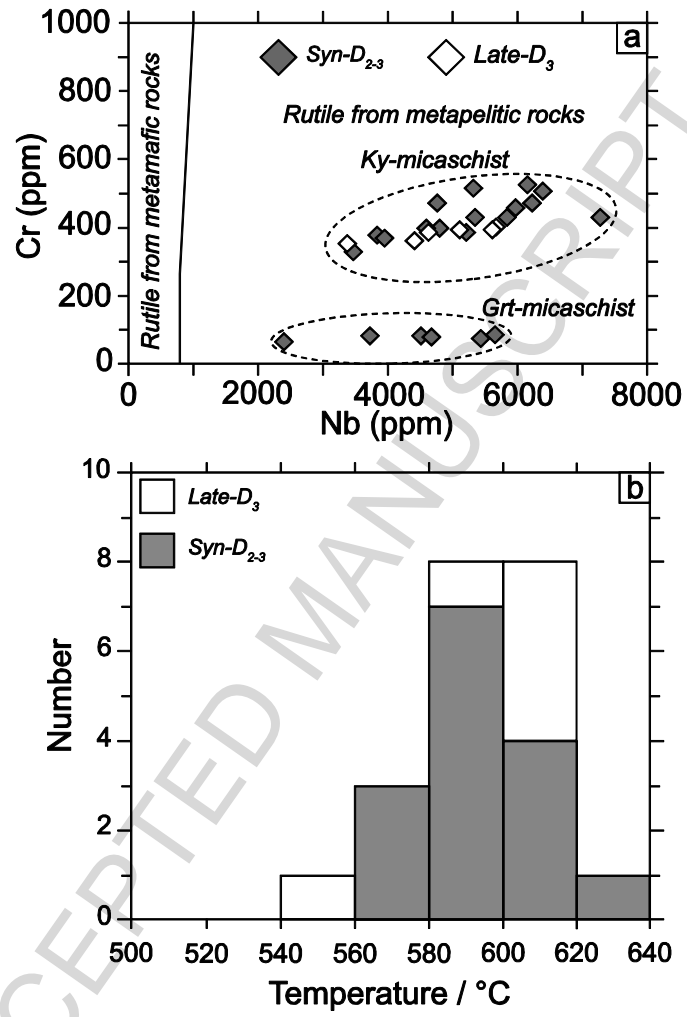 a
Syn-D2-3
Late-D3
Rutile from metapelitic rocks
Rutile from metamafic rocks
Ky-micaschist
Grt-micaschist
Cr (ppm)
1000
800
600
400
200
0
0 2000 4000 6000 8000
Nb (ppm)
b
Late-D3
Syn-D2-3
Number
10
8
6
4
2
0
500 520 540 560 580 600 620 640
Temperature / °C
CEPTED MANUSCRIPT